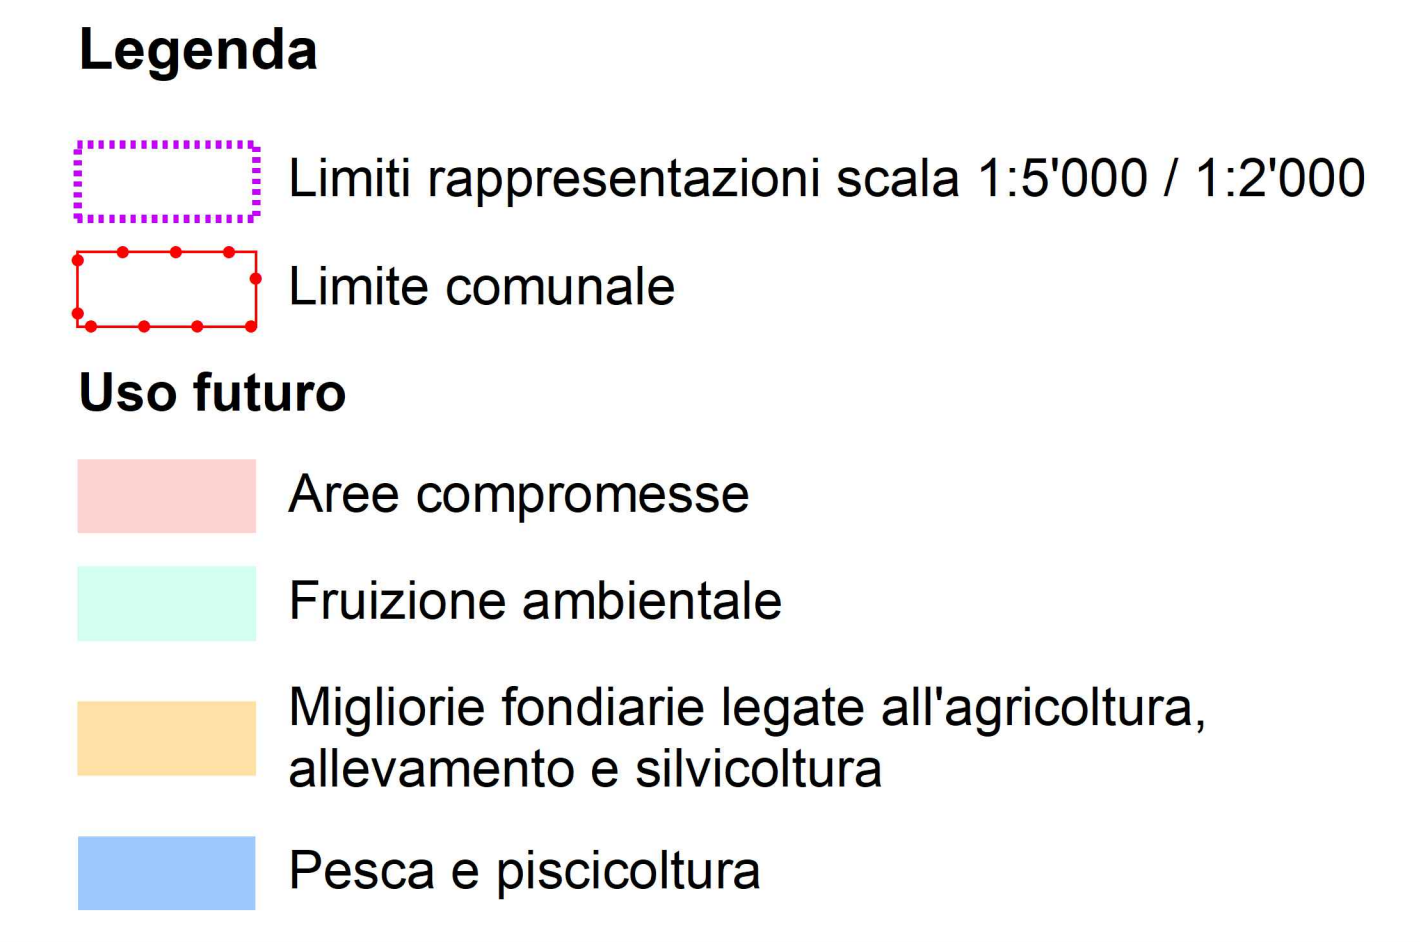 Legenda
Limiti rappresentazioni scala 1:5'000 / 1:2'000
Limite comunale
Uso futuro
Aree compromesse
Fruizione ambientale
Migliorie fondiarie legate all'agricoltura,
allevamento e silvicoltura
Pesca e piscicoltura